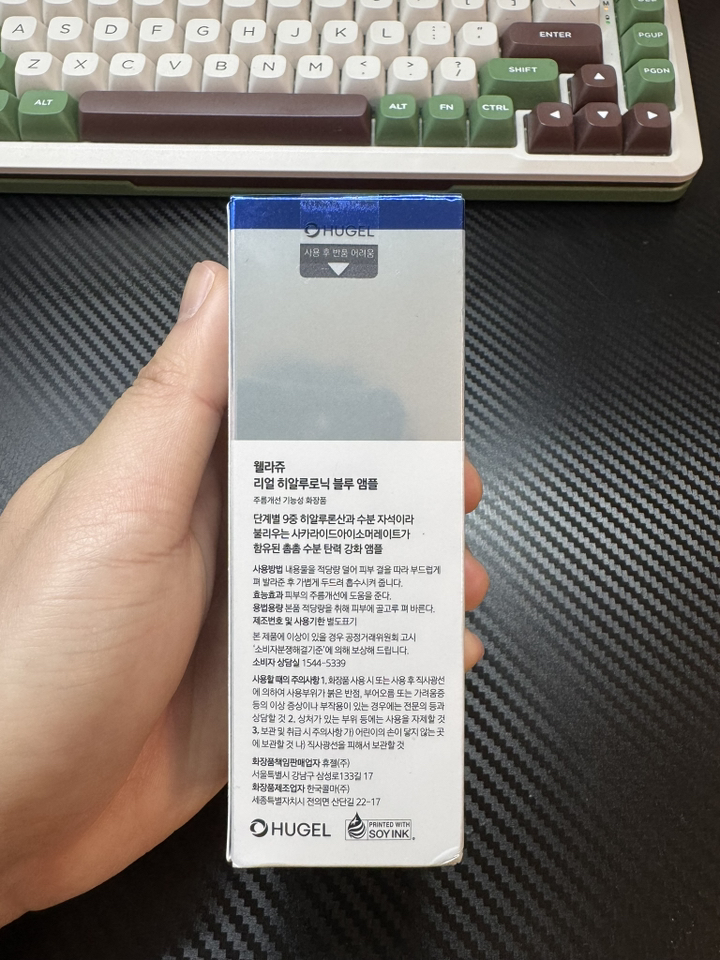 A S D F G H J K L : ; " ' ENTER PGUP
Z X C V B N M < , > . ? / SHIFT PGDN
ALT ALT FN CTRL
HUGEL
사용 후 반품 어려움
웰라쥬
리얼 히알루로닉 블루 앰플
주름개선 기능성 화장품
단계별 9중 히알루론산과 수분 자석이라
불리우는 사카라이드아이소머레이트가
함유된 촘촘 수분 탄력 강화 앰플
사용방법 내용물을 적당량 덜어 피부 결을 따라 부드럽게
펴 발라준 후 가볍게 두드려 흡수시켜 줍니다.
효능효과 피부의 주름개선에 도움을 준다.
용법용량 본품 적당량을 취해 피부에 골고루 펴 바른다.
제조번호 및 사용기한 별도표기
본 제품에 이상이 있을 경우 공정거래위원회 고시
'소비자분쟁해결기준'에 의해 보상해 드립니다.
소비자 상담실 1544-5339
사용할 때의 주의사항 1. 화장품 사용 시 또는 사용 후 직사광선
에 의하여 사용부위가 붉은 반점, 부어오름 또는 가려움증
등의 이상 증상이나 부작용이 있는 경우에는 전문의 등과
상담할 것 2. 상처가 있는 부위 등에는 사용을 자제할 것
3. 보관 및 취급 시 주의사항 가) 어린이의 손이 닿지 않는 곳
에 보관할 것 나) 직사광선을 피해서 보관할 것
화장품책임판매업자 휴젤(주)
서울특별시 강남구 삼성로133길 17
화장품제조업자 한국콜마(주)
세종특별자치시 전의면 산단길 22-17
HUGEL PRINTED WITH
SOY INK